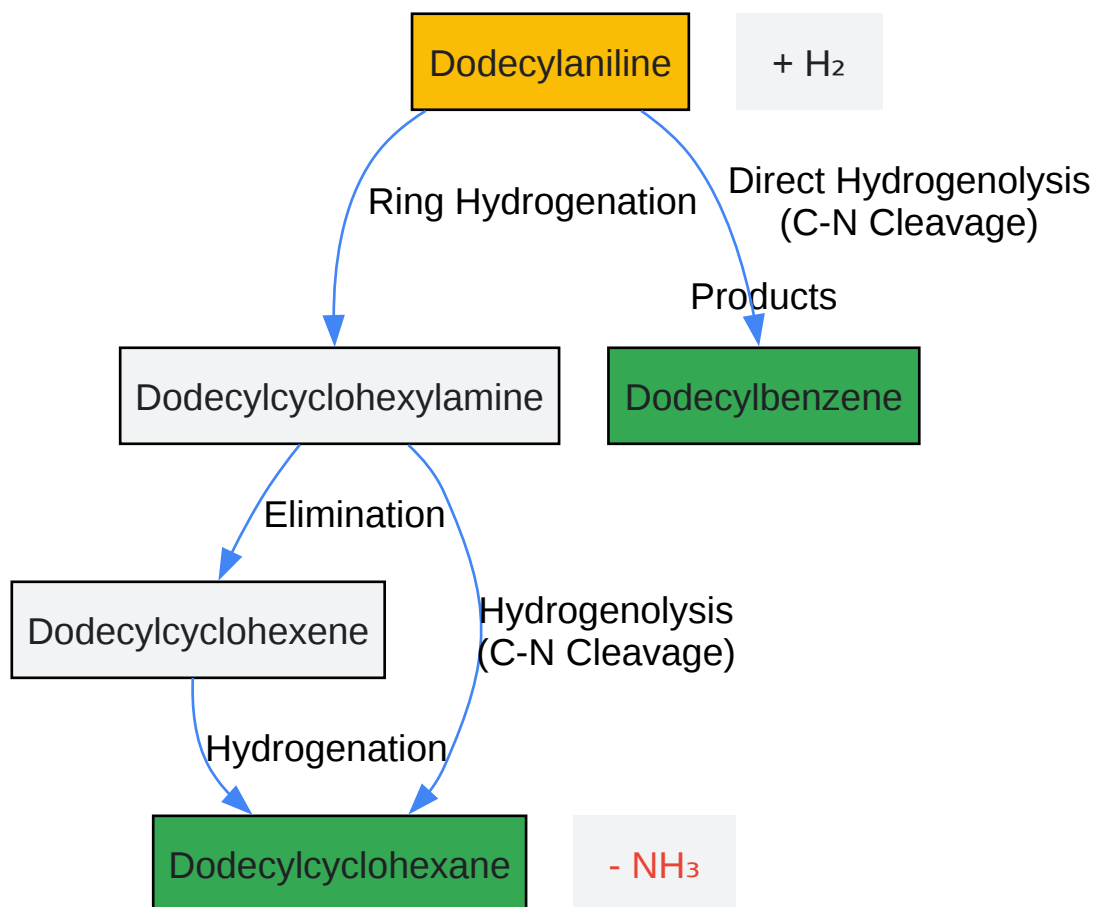 Dodecylaniline
+ H₂
Ring Hydrogenation
Direct Hydrogenolysis
(C-N Cleavage)
Products
Dodecylcyclohexylamine
Dodecylbenzene
Elimination
Hydrogenolysis
(C-N Cleavage)
Dodecylcyclohexene
Hydrogenation
Dodecylcyclohexane
- NH₃